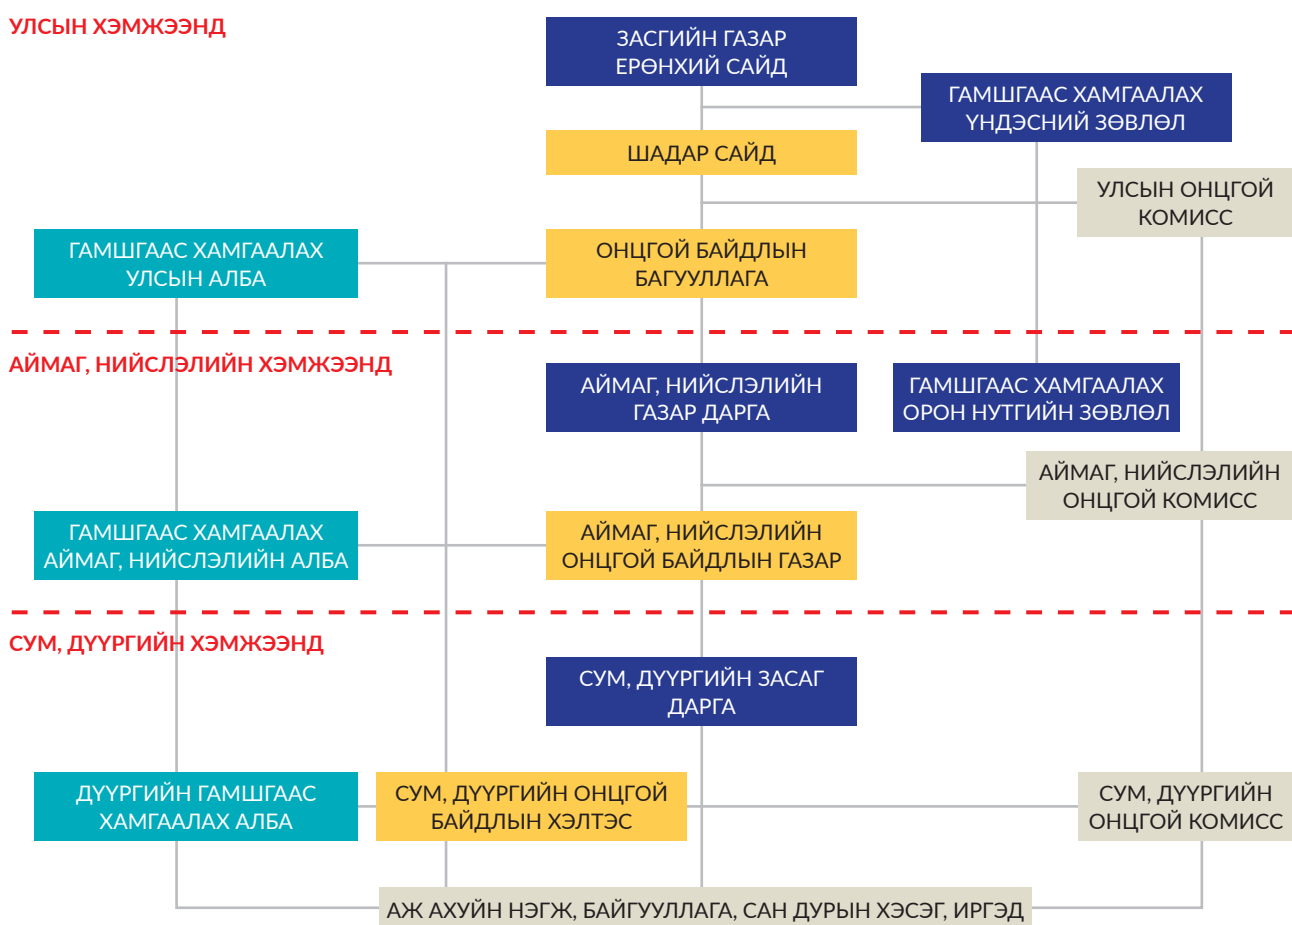 УЛСЫН ХЭМЖЭЭНД
ЗАСГИЙН ГАЗАР
ЕРӨНХИЙ САЙД
ГАМШГААС ХАМГААЛАХ
ҮНДЭСНИЙ ЗӨВЛӨЛ
ШАДАР САЙД
УЛСЫН ОНЦГОЙ
КОМИСС
ГАМШГААС ХАМГААЛАХ
УЛСЫН АЛБА
ОНЦГОЙ БАЙДЛЫН
БАГУУЛЛАГА
АЙМАГ, НИЙСЛЭЛИЙН ХЭМЖЭЭНД
АЙМАГ, НИЙСЛЭЛИЙН
ГАЗАР ДАРГА
ГАМШГААС ХАМГААЛАХ
ОРОН НУТГИЙН ЗӨВЛӨЛ
АЙМАГ, НИЙСЛЭЛИЙН
ОНЦГОЙ КОМИСС
ГАМШГААС ХАМГААЛАХ
АЙМАГ, НИЙСЛЭЛИЙН АЛБА
АЙМАГ, НИЙСЛЭЛИЙН
ОНЦГОЙ БАЙДЛЫН ГАЗАР
СУМ, ДҮҮРГИЙН ХЭМЖЭЭНД
СУМ, ДҮҮРГИЙН ЗАСАГ
ДАРГА
ДҮҮРГИЙН ГАМШГААС
ХАМГААЛАХ АЛБА
СУМ, ДҮҮРГИЙН ОНЦГОЙ
БАЙДЛЫН ХЭЛТЭС
СУМ, ДҮҮРГИЙН
ОНЦГОЙ КОМИСС
АЖ АХУЙН НЭГЖ, БАЙГУУЛЛАГА, САН ДУРЫН ХЭСЭГ, ИРГЭД